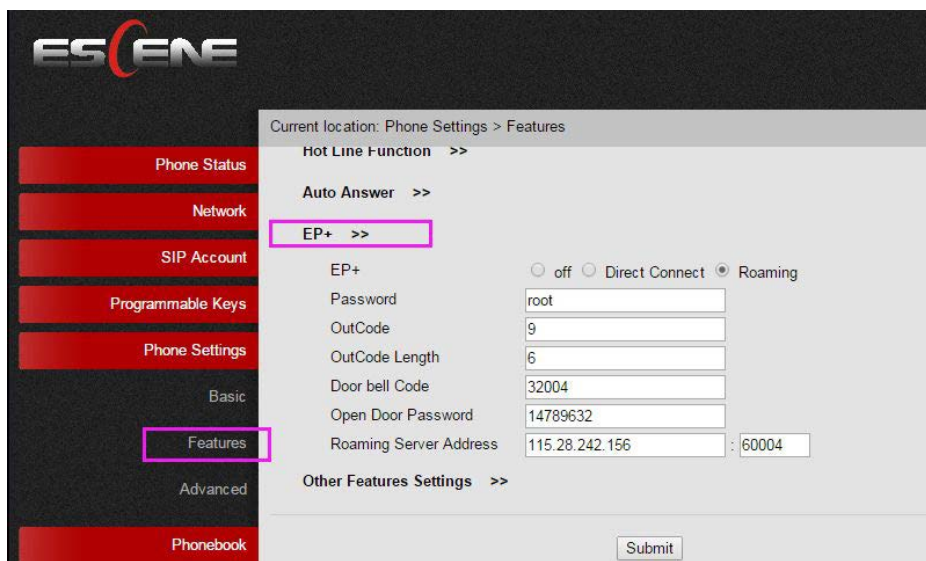 ESCENE
Current location: Phone Settings > Features
Hot Line Function >>
Phone Status
Auto Answer >>
Network
EP+ >>
SIP Account
EP+ off Direct Connect Roaming
Programmable Keys
Password root
OutCode 9
Phone Settings
OutCode Length 6
Basic
Door bell Code 32004
Open Door Password 14789632
Features
Roaming Server Address 115.28.242.156 : 60004
Advanced
Other Features Settings >>
Phonebook
Submit